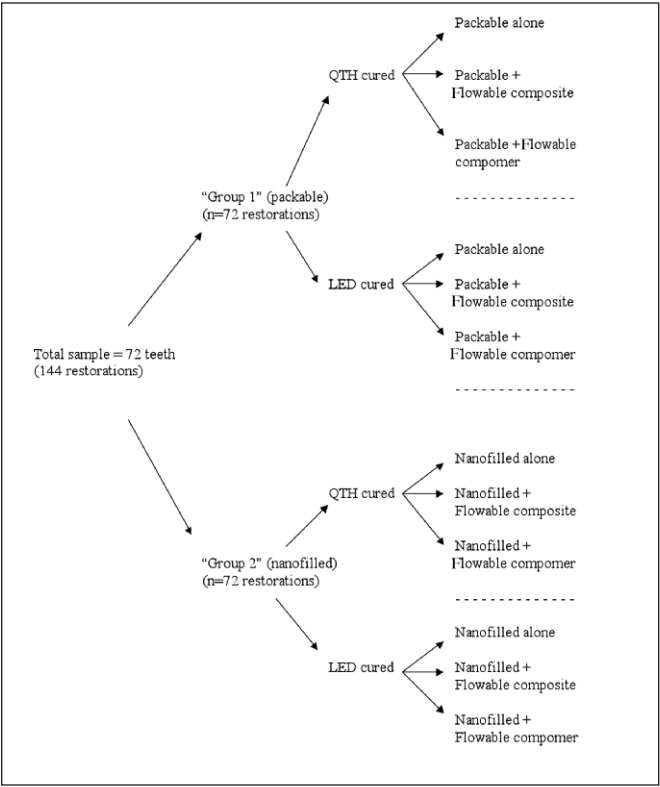 Packable alone
QTH cured
Packable +
Flowable composite
Packable +Flowable
compomer
"Group 1" (packable)
(n=72 restorations)
Packable alone
LED cured
Packable +
Flowable composite
Packable +
Flowable compomer
Total sample = 72 teeth
(144 restorations)
Nanofilled alone
QTH cured
Nanofilled +
Flowable composite
Nanofilled +
Flowable compomer
"Group 2" (nanofilled)
(n=72 restorations)
Nanofilled alone
LED cured
Nanofilled +
Flowable composite
Nanofilled +
Flowable compomer